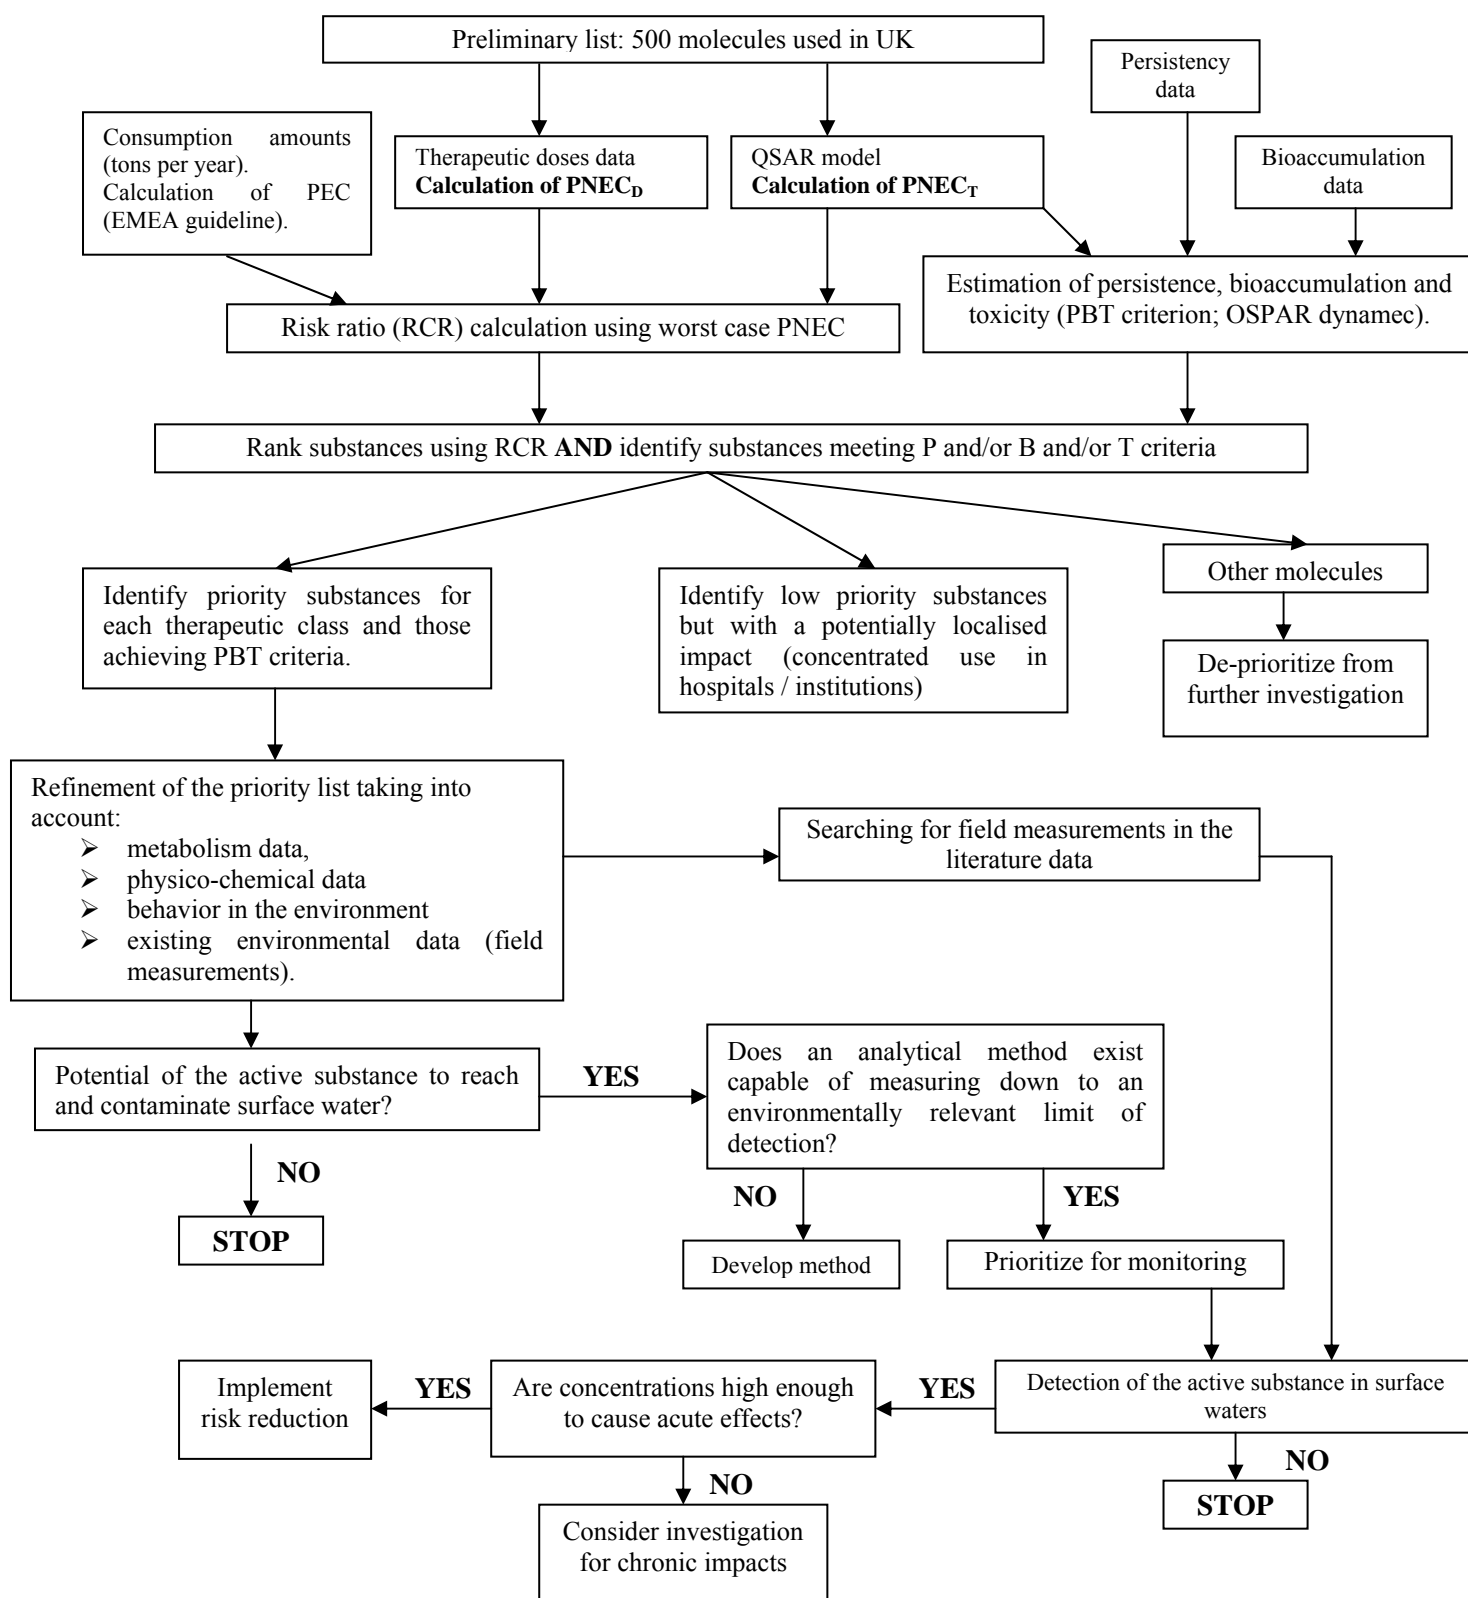 Preliminary list: 500 molecules used in UK
Persistency
data
Consumption amounts
(tons per year).
Calculation of PEC
(EMEA guideline).
Therapeutic doses data
Calculation of PNECD
QSAR model
Calculation of PNECT
Bioaccumulation
data
Estimation of persistence, bioaccumulation and
toxicity (PBT criterion; OSPAR dynamec).
Risk ratio (RCR) calculation using worst case PNEC
Rank substances using RCR AND identify substances meeting P and/or B and/or T criteria
Identify priority substances for
each therapeutic class and those
achieving PBT criteria.
Identify low priority substances
but with a potentially localised
impact (concentrated use in
hospitals / institutions)
Other molecules
De-prioritize from
further investigation
Refinement of the priority list taking into
account:
➢ metabolism data,
➢ physico-chemical data
➢ behavior in the environment
➢ existing environmental data (field
measurements).
Searching for field measurements in the
literature data
Potential of the active substance to reach
and contaminate surface water?
YES
Does an analytical method exist
capable of measuring down to an
environmentally relevant limit of
detection?
NO
STOP
NO
YES
Develop method
Prioritize for monitoring
Implement
risk reduction
YES
Are concentrations high enough
to cause acute effects?
YES
Detection of the active substance in surface
waters
NO
STOP
NO
Consider investigation
for chronic impacts